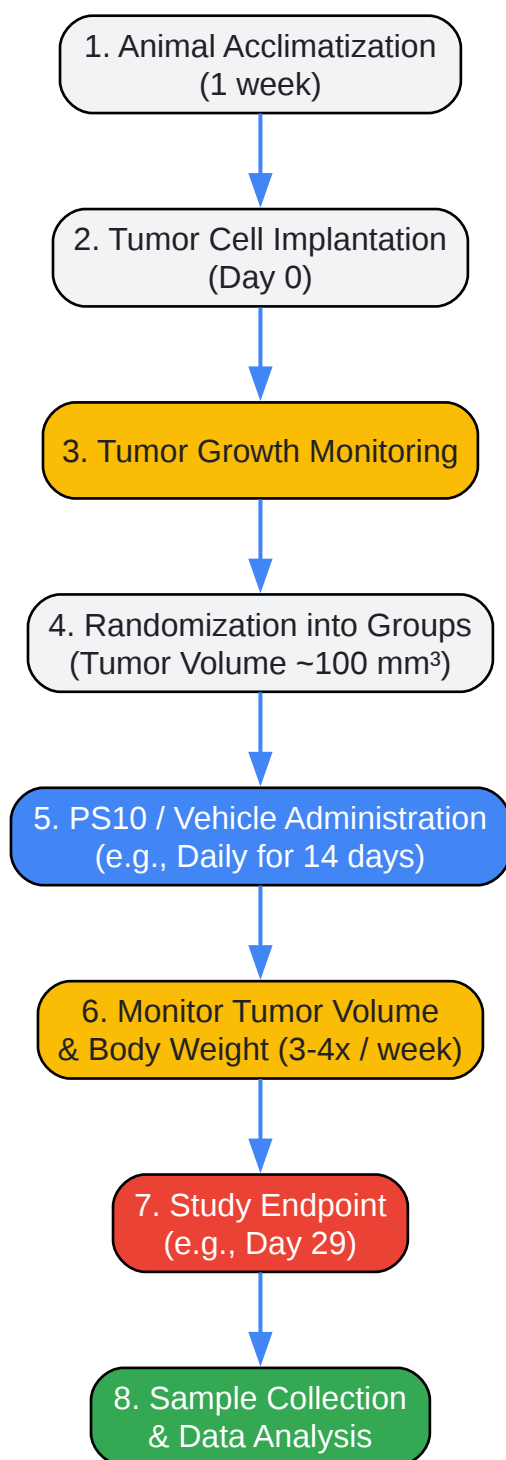 1. Animal Acclimatization
(1 week)
2. Tumor Cell Implantation
(Day 0)
3. Tumor Growth Monitoring
4. Randomization into Groups
(Tumor Volume ~100 mm³)
5. PS10 / Vehicle Administration
(e.g., Daily for 14 days)
6. Monitor Tumor Volume
& Body Weight (3-4x / week)
7. Study Endpoint
(e.g., Day 29)
8. Sample Collection
& Data Analysis